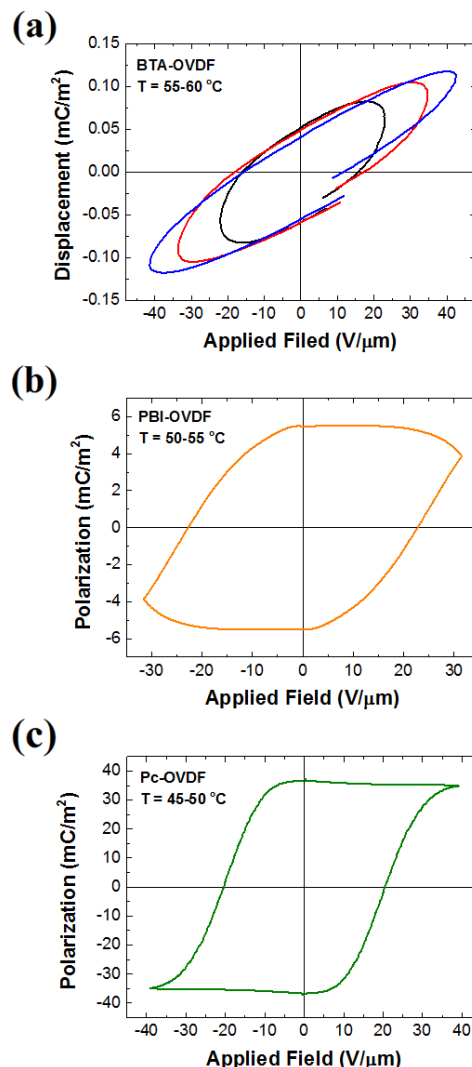 (a)
0.15
0.10
0.05
0.00
-0.05
-0.10
-0.15
Displacement (mC/m²)
BTA-OVDF
T = 55-60 °C
-40 -30 -20 -10 0 10 20 30 40
Applied Filed (V/μm)
(b)
6
4
2
0
-2
-4
-6
Polarization (mC/m²)
PBI-OVDF
T = 50-55 °C
-30 -20 -10 0 10 20 30
Applied Field (V/μm)
(c)
40
30
20
10
0
-10
-20
-30
-40
Polarization (mC/m²)
Pc-OVDF
T = 45-50 °C
-40 -30 -20 -10 0 10 20 30 40
Applied Field (V/μm)